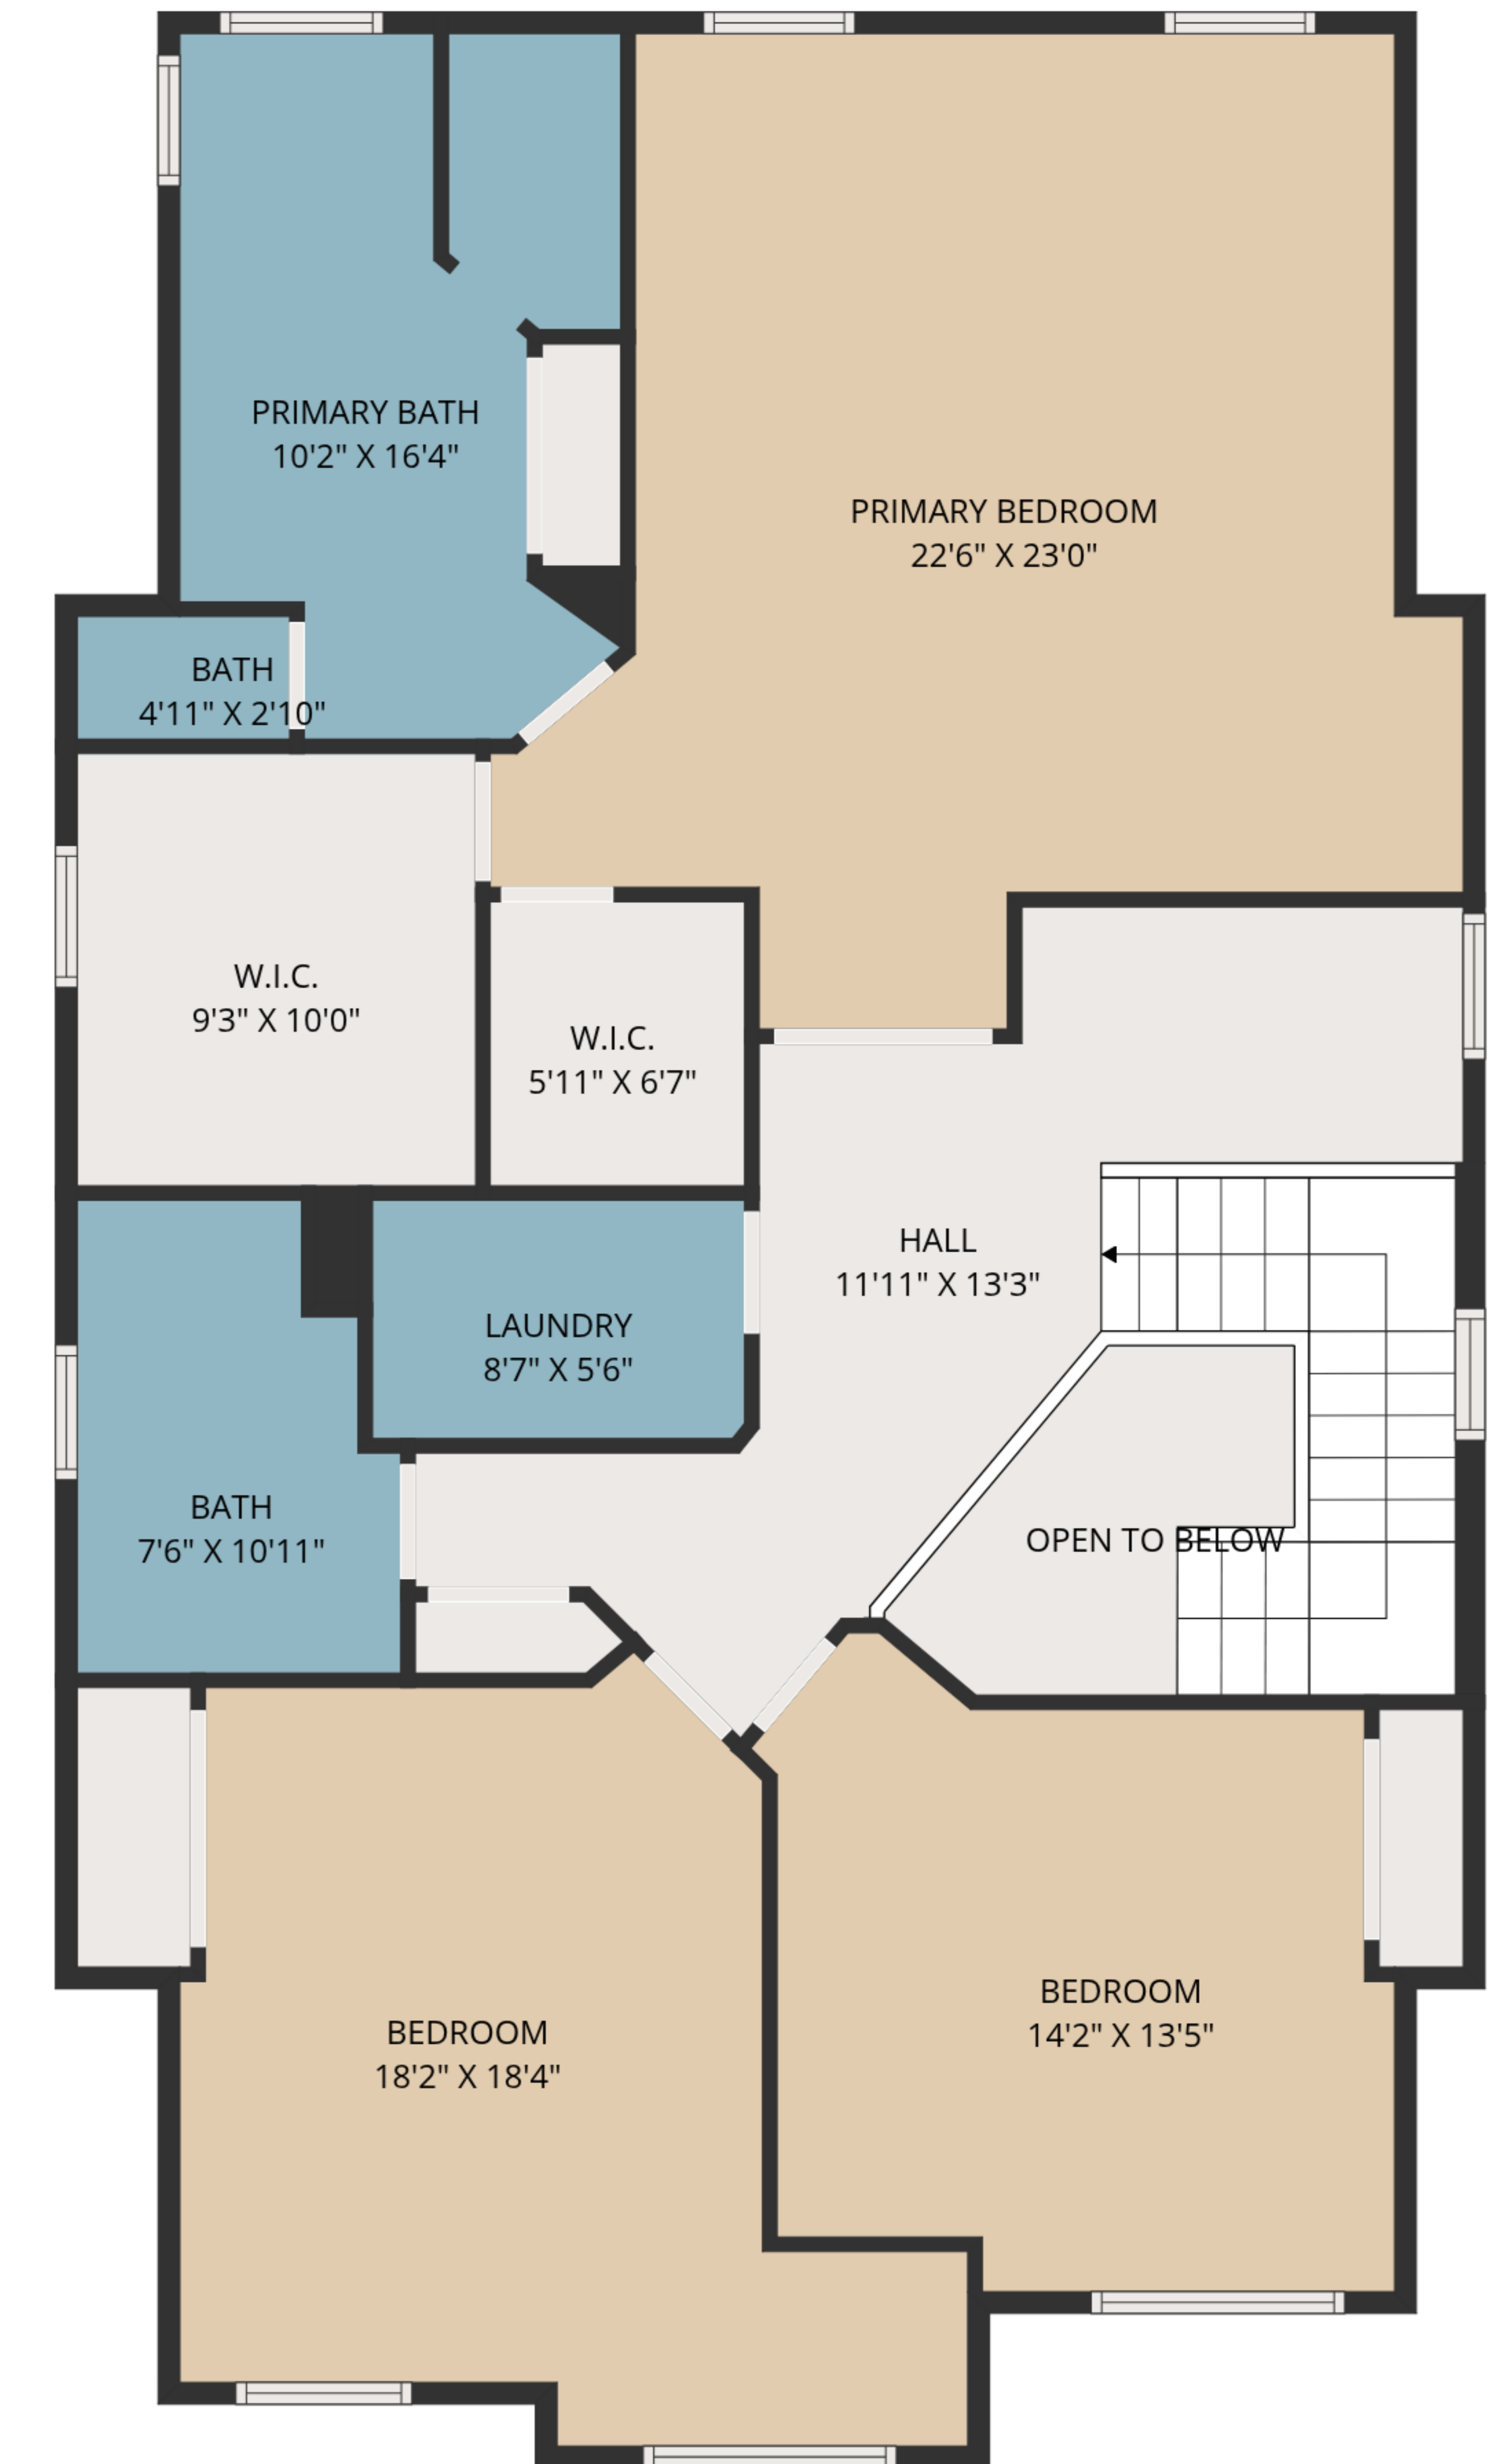 PRIMARY BATH
10'2" X 16'4"
PRIMARY BEDROOM
22'6" X 23'0"
BATH
4'11" X 2'10"
W.I.C.
9'3" X 10'0"
W.I.C.
5'11" X 6'7"
HALL
11'11" X 13'3"
LAUNDRY
8'7" X 5'6"
BATH
7'6" X 10'11"
OPEN TO BELOW
BEDROOM
18'2" X 18'4"
BEDROOM
14'2" X 13'5"